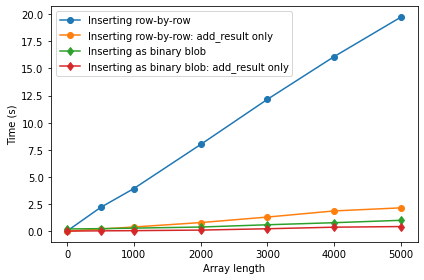 Inserting row-by-row
Inserting row-by-row: add_result only
Inserting as binary blob
Inserting as binary blob: add_result only
Time (s)
20.0
17.5
15.0
12.5
10.0
7.5
5.0
2.5
0.0
0 1000 2000 3000 4000 5000
Array length